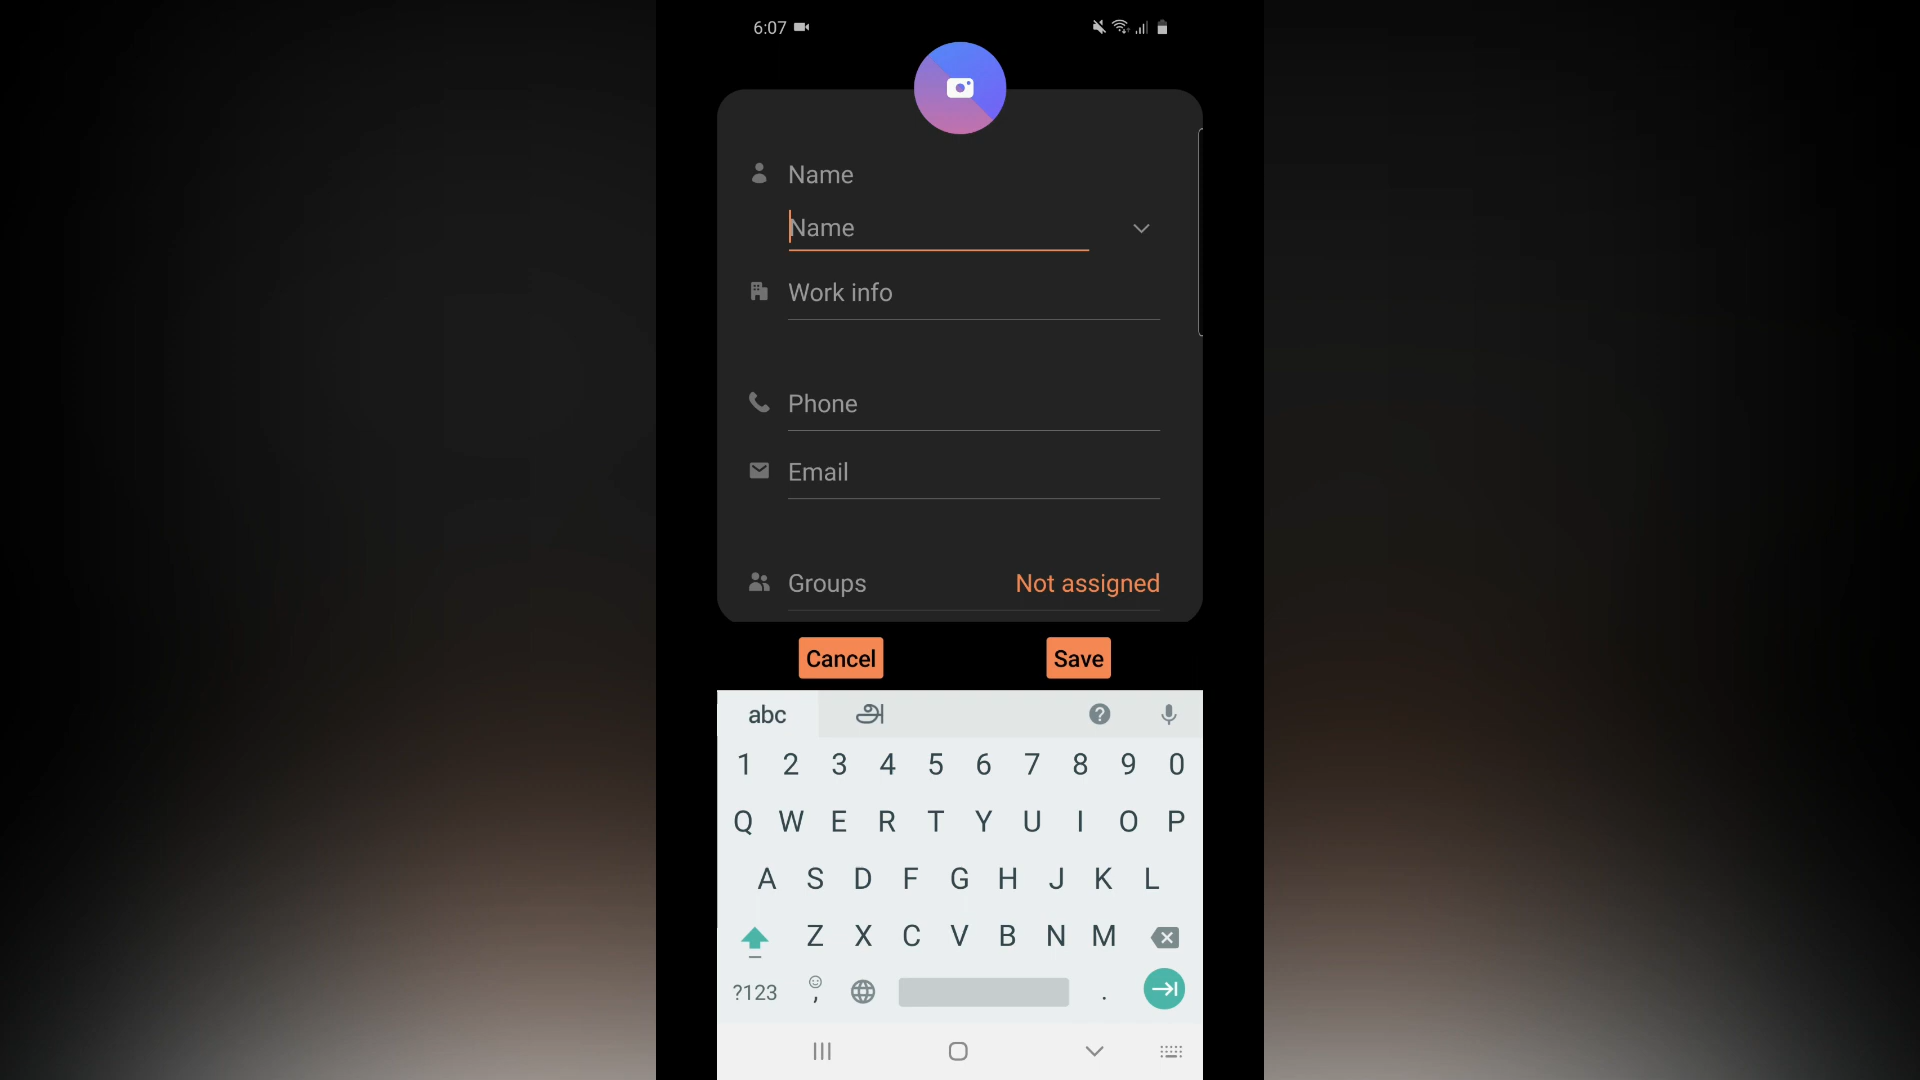 6:07
Name
Name
Work info
Phone
Email
Groups Not assigned
Cancel Save
abc அ ?
1 2 3 4 5 6 7 8 9 0
Q W E R T Y U I O P
A S D F G H J K L
Z X C V B N M
?123 , .